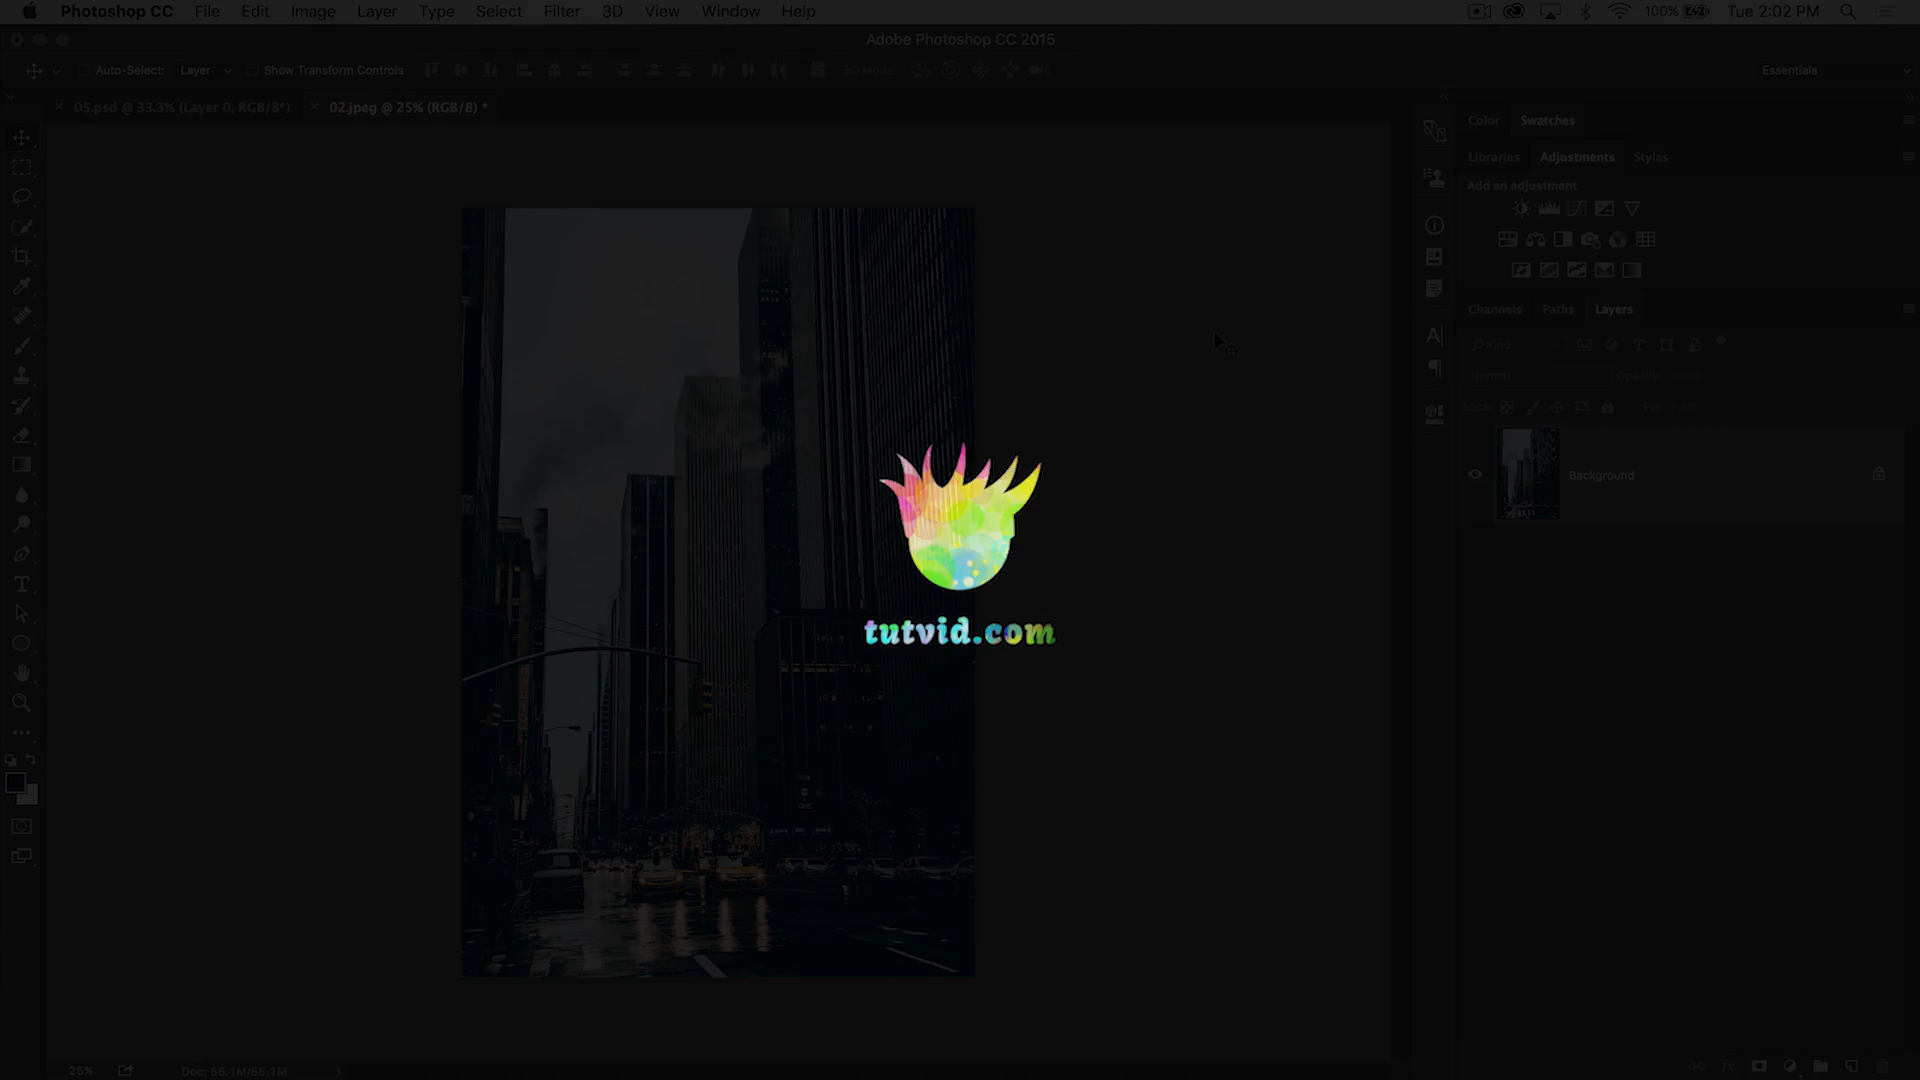 Photoshop CC File Edit Image Layer Type Select Filter 3D View Window Help 100% Tue 2:02 PM
Adobe Photoshop CC 2015
Auto-Select: Layer Show Transform Controls 3D Mode: Essentials
05.psd @ 33.3% (Layer 0, RGB/8*) 02.jpeg @ 25% (RGB/8) *
Color Swatches
Libraries Adjustments Styles
Add an adjustment
Channels Paths Layers
Kind
Normal Opacity:
Lock: Fill:
Background
tutvid.com
25% Doc: 55.1M/55.1M